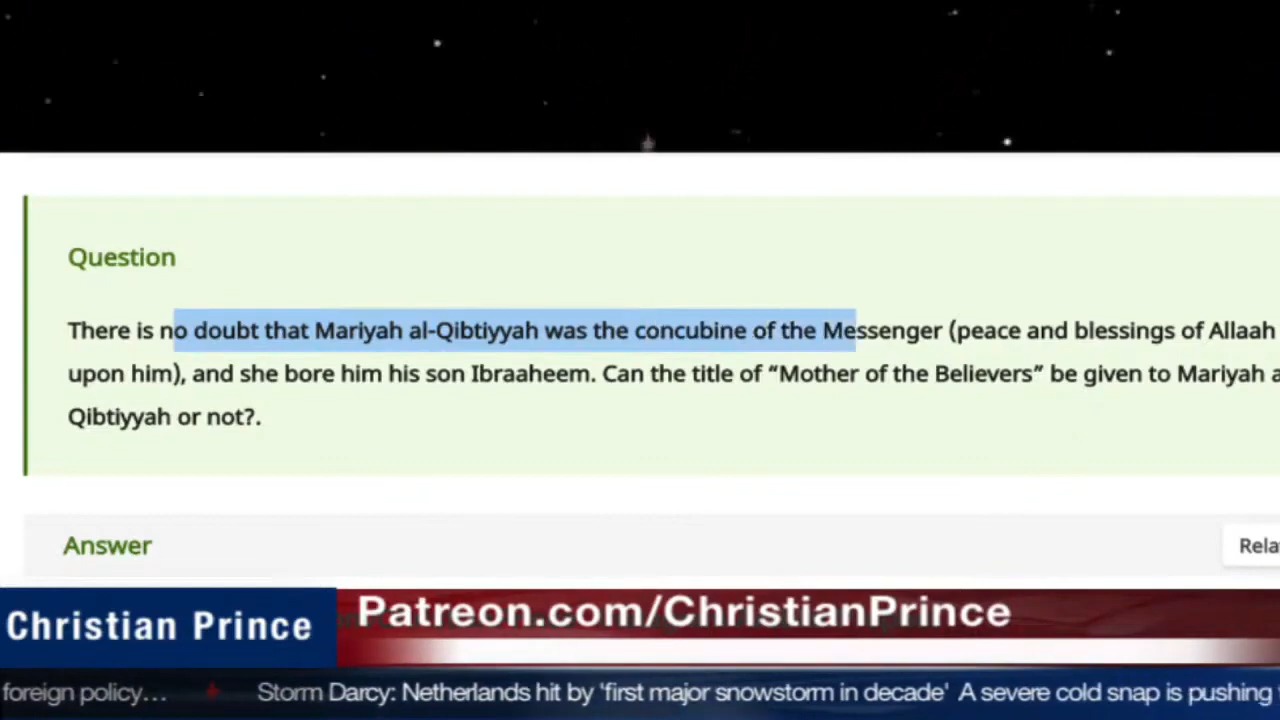 Question
There is no doubt that Mariyah al-Qibtiyyah was the concubine of the Messenger (peace and blessings of Allaah
upon him), and she bore him his son Ibraaheem. Can the title of “Mother of the Believers” be given to Mariyah a
Qibtiyyah or not?.
Answer
Rela
Christian Prince
Patreon.com/ChristianPrince
foreign policy... Storm Darcy: Netherlands hit by 'first major snowstorm in decade' A severe cold snap is pushing